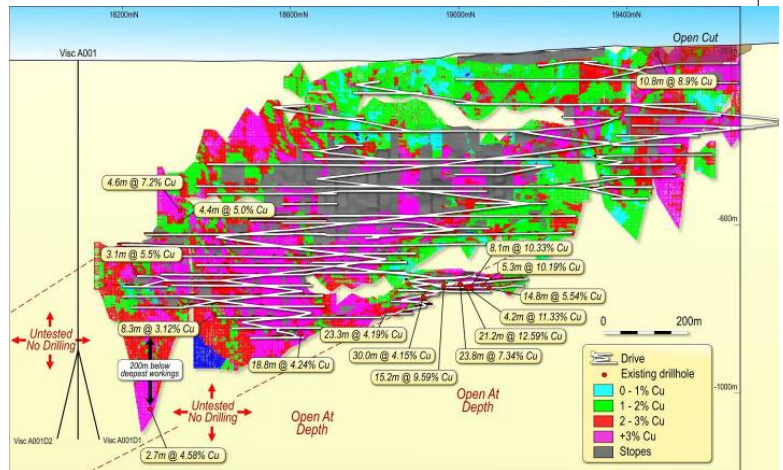 18200mN
18600mN
19000mN
19400mN
Visc A001
Open Cut
10.8m @ 8.9% Cu
4.6m @ 7.2% Cu
4.4m @ 5.0% Cu
-600m
3.1m @ 5.5% Cu
8.1m @ 10.33% Cu
5.3m @ 10.19% Cu
14.8m @ 5.54% Cu
4.2m @ 11.33% Cu
21.2m @ 12.59% Cu
23.8m @ 7.34% Cu
15.2m @ 9.59% Cu
30.0m @ 4.15% Cu
23.3m @ 4.19% Cu
18.8m @ 4.24% Cu
8.3m @ 3.12% Cu
Untested
No Drilling
200m below
deepest workings
Untested
No Drilling
Open At
Depth
Open At
Depth
-1000m
Visc A001D2
Visc A001D1
2.7m @ 4.58% Cu
0
200m
Drive
Existing drillhole
0 - 1% Cu
1 - 2% Cu
2 - 3% Cu
+3% Cu
Stopes